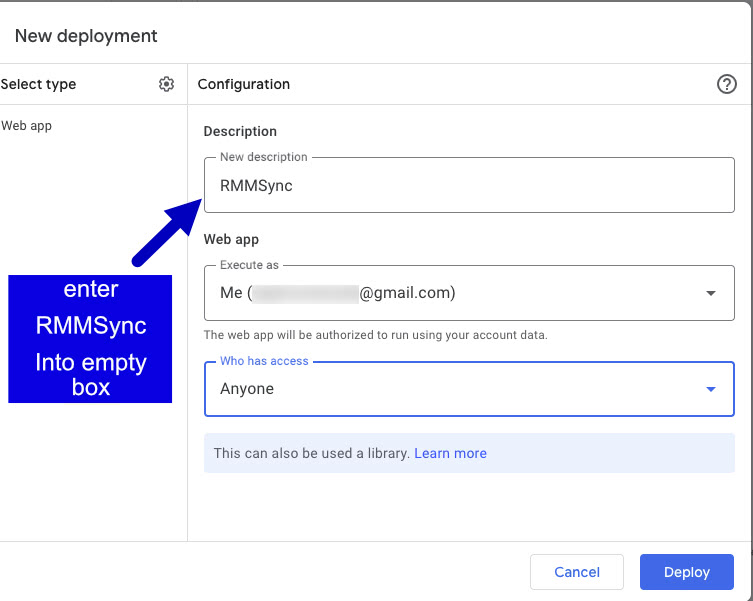 New deployment
Select type
Configuration
Web app
Description
New description
RMMSync
Web app
Execute as
Me (@gmail.com)
The web app will be authorized to run using your account data.
Who has access
Anyone
This can also be used a library. Learn more
enter
RMMSync
Into empty
box
Cancel
Deploy